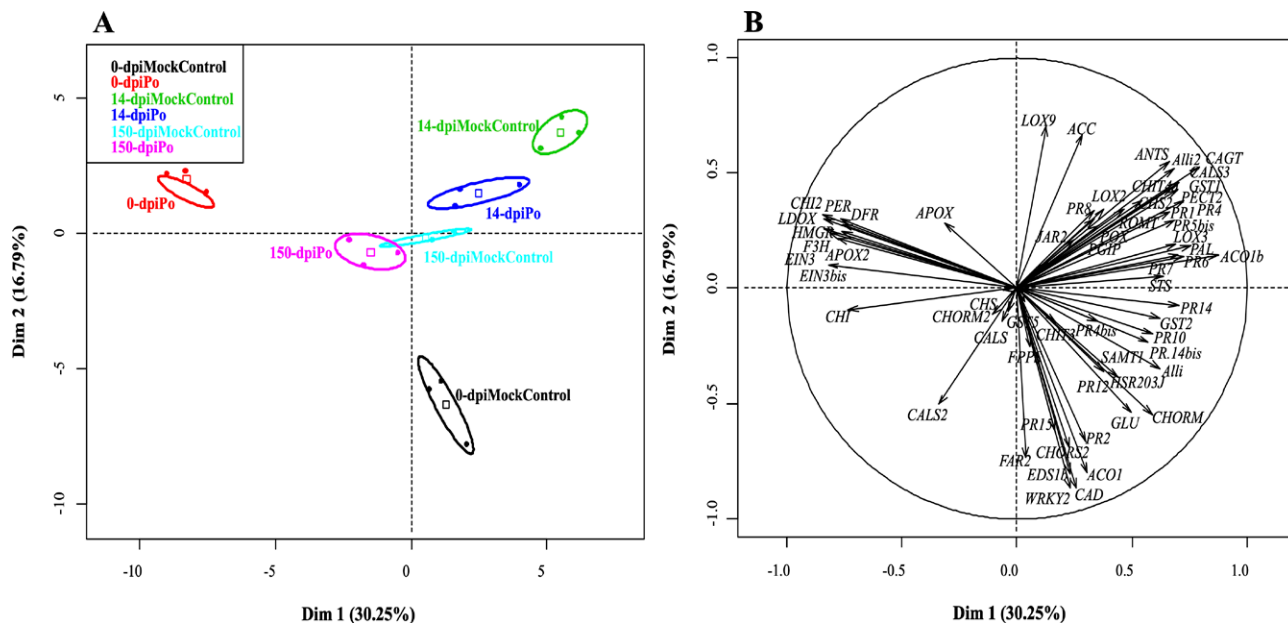 A
0-dpiMockControl
0-dpiPo
14-dpiMockControl
14-dpiPo
150-dpiMockControl
150-dpiPo
14-dpiMockControl
0-dpiPo
14-dpiPo
150-dpiPo
150-dpiMockControl
0-dpiMockControl
5
0
-5
-10
-10
-5
0
5
Dim 2 (16.79%)
Dim 1 (30.25%)
B
LOX9
ACC
ANTS
Alli2
CAGT
CALS3
GST1
CHI2
PER
LDOX
DFR
APOX
LOX2
CHS2
PECT2
PR8
ROMT
PR1
PR4
PR5bis
HMGR
JAR2
F3H
PGIP
LOX3
PAL
EIN3
APOX2
PR6
ACO1b
EIN3bis
PR7
STS
CHI
CHS
CHORM2
PR14
GST2
CALS
CHIT3
PR4bis
PR10
PR.14bis
SAMT1
Alli
PR12
HSR203J
CALS2
GLU
CHORM
PR15
PR2
CHORS2
FAR2
EDS1b
ACO1
WRKY2
CAD
1.0
0.5
0.0
-0.5
-1.0
-1.0
-0.5
0.0
0.5
1.0
Dim 2 (16.79%)
Dim 1 (30.25%)